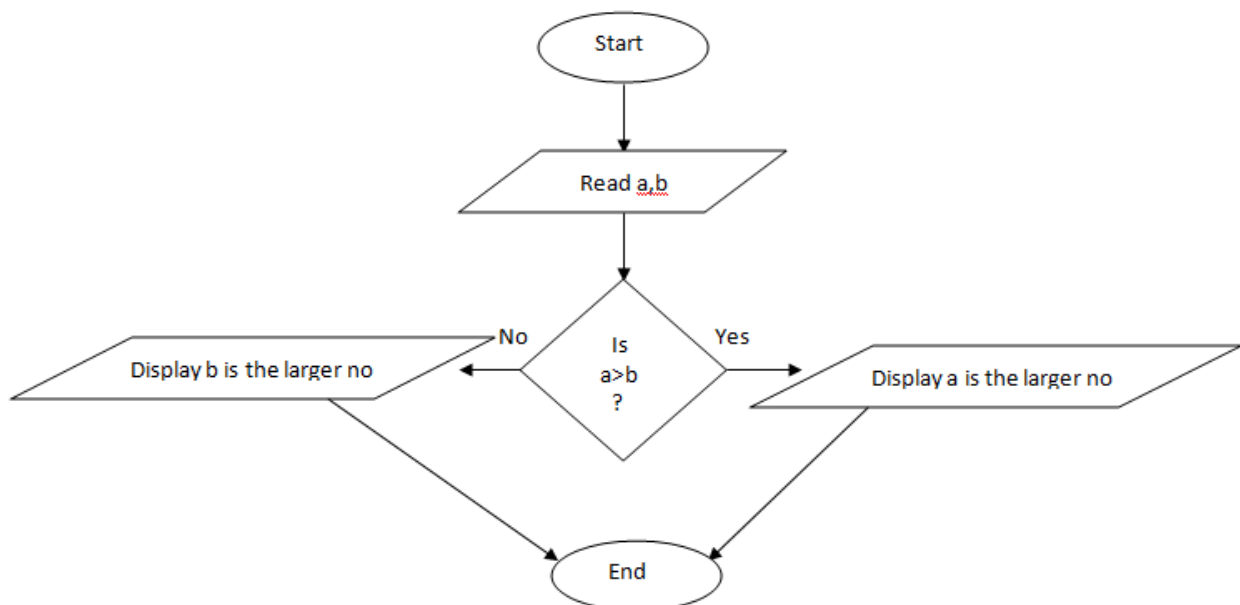 Start
Read a,b
No
Yes
Is
a>b
?
Display b is the larger no
Display a is the larger no
End